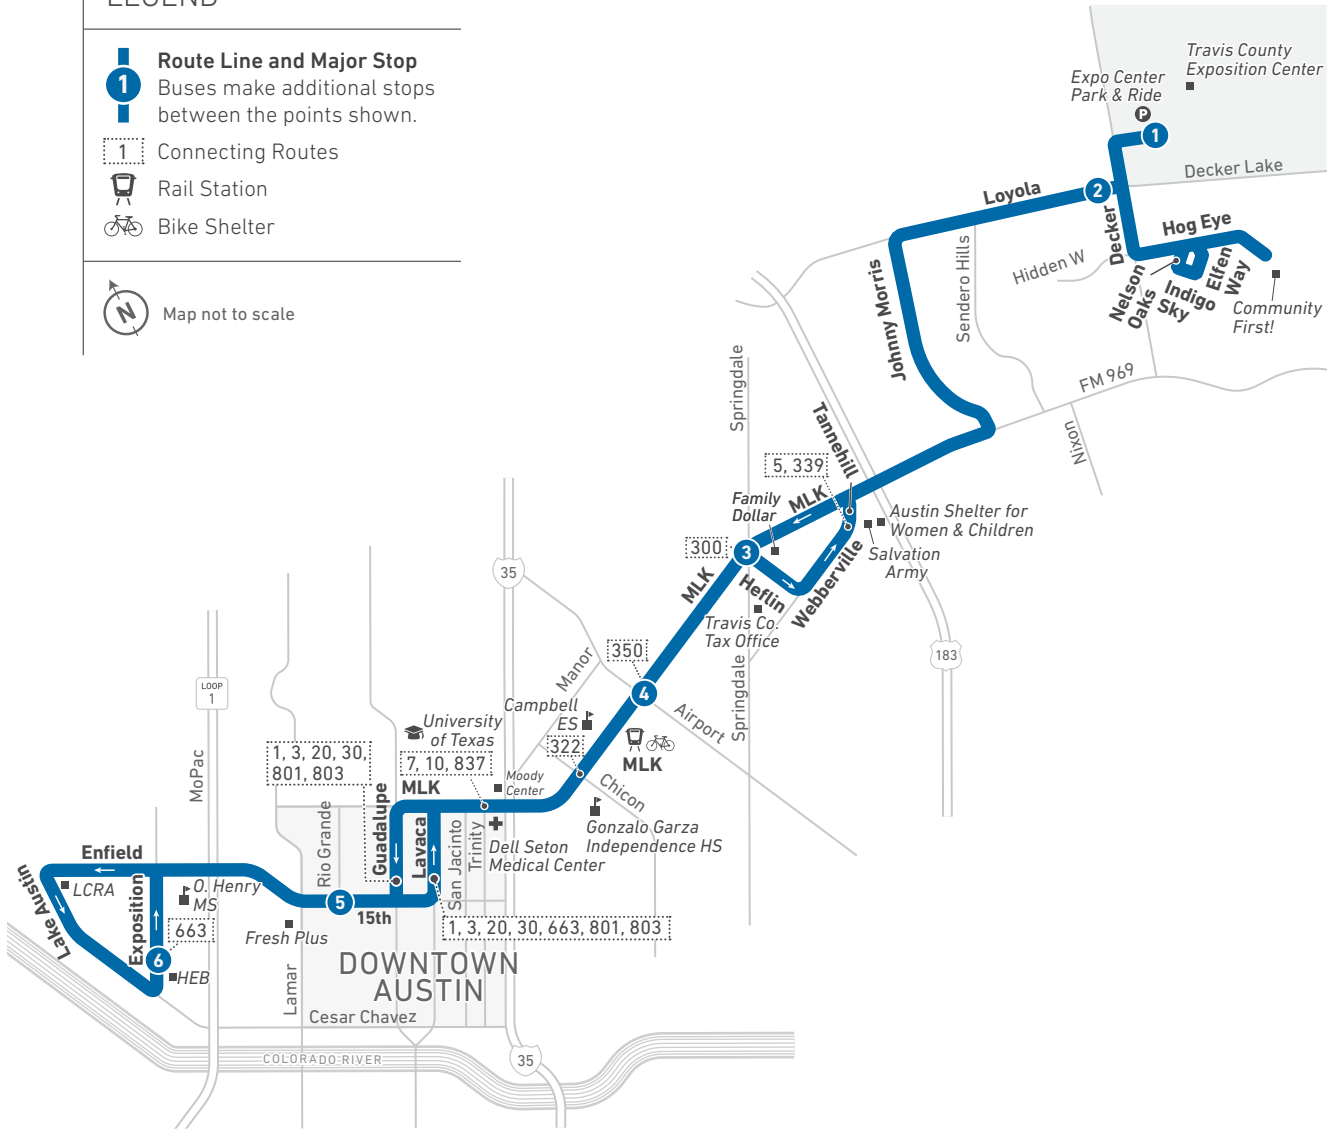 LEGEND
Route Line and Major Stop
1
Buses make additional stops
between the points shown.
1
Connecting Routes
Rail Station
Bike Shelter
N
Map not to scale
Travis County
Exposition Center
Expo Center
Park & Ride
P
1
Decker Lake
2
Loyola
Decker
Hog Eye
Hidden W
Sendero Hills
Johnny Morris
Nelson
Oaks
Indigo
Sky
Elfen
Way
Community
First!
FM 969
Nixon
Springdale
Tannehill
5, 339
MLK
Family
Dollar
Austin Shelter for
Women & Children
Salvation
Army
300
3
MLK
Heflin
Webberville
Travis Co.
Tax Office
35
183
350
4
Manor
Airport
Springdale
Campbell
ES
322
MLK
LOOP
1
MoPac
University
of Texas
1, 3, 20, 30,
801, 803
7, 10, 837
MLK
Moody
Center
Chicon
Gonzalo Garza
Independence HS
Rio Grande
Guadalupe
Lavaca
San Jacinto
Trinity
Dell Seton
Medical Center
Enfield
LCRA
O. Henry
MS
Lake Austin
Exposition
663
6
HEB
5
15th
Fresh Plus
1, 3, 20, 30, 663, 801, 803
DOWNTOWN
AUSTIN
Lamar
Cesar Chavez
COLORADO RIVER
35